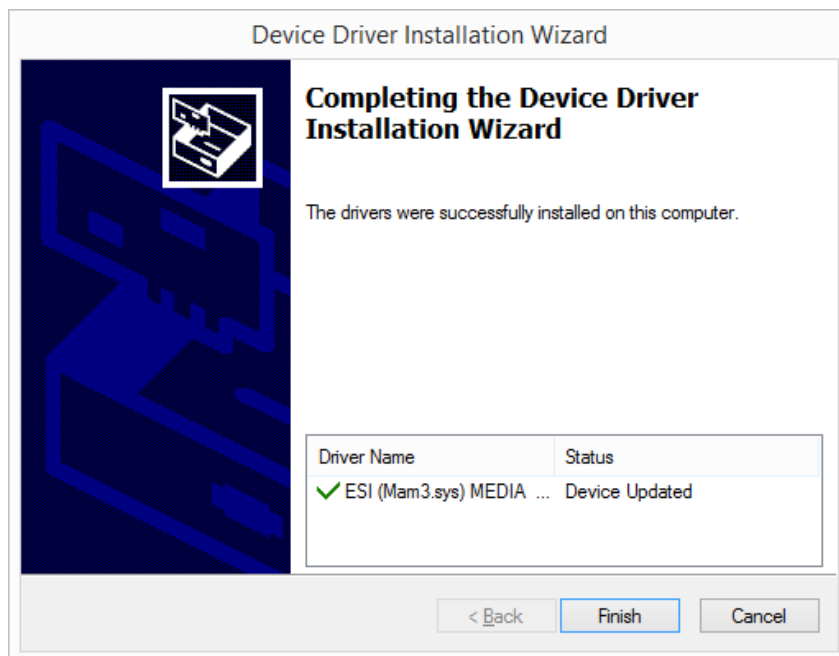 Device Driver Installation Wizard
Completing the Device Driver
Installation Wizard
The drivers were successfully installed on this computer.
Driver Name Status
ESI (Mam3.sys) MEDIA ... Device Updated
< Back Finish Cancel